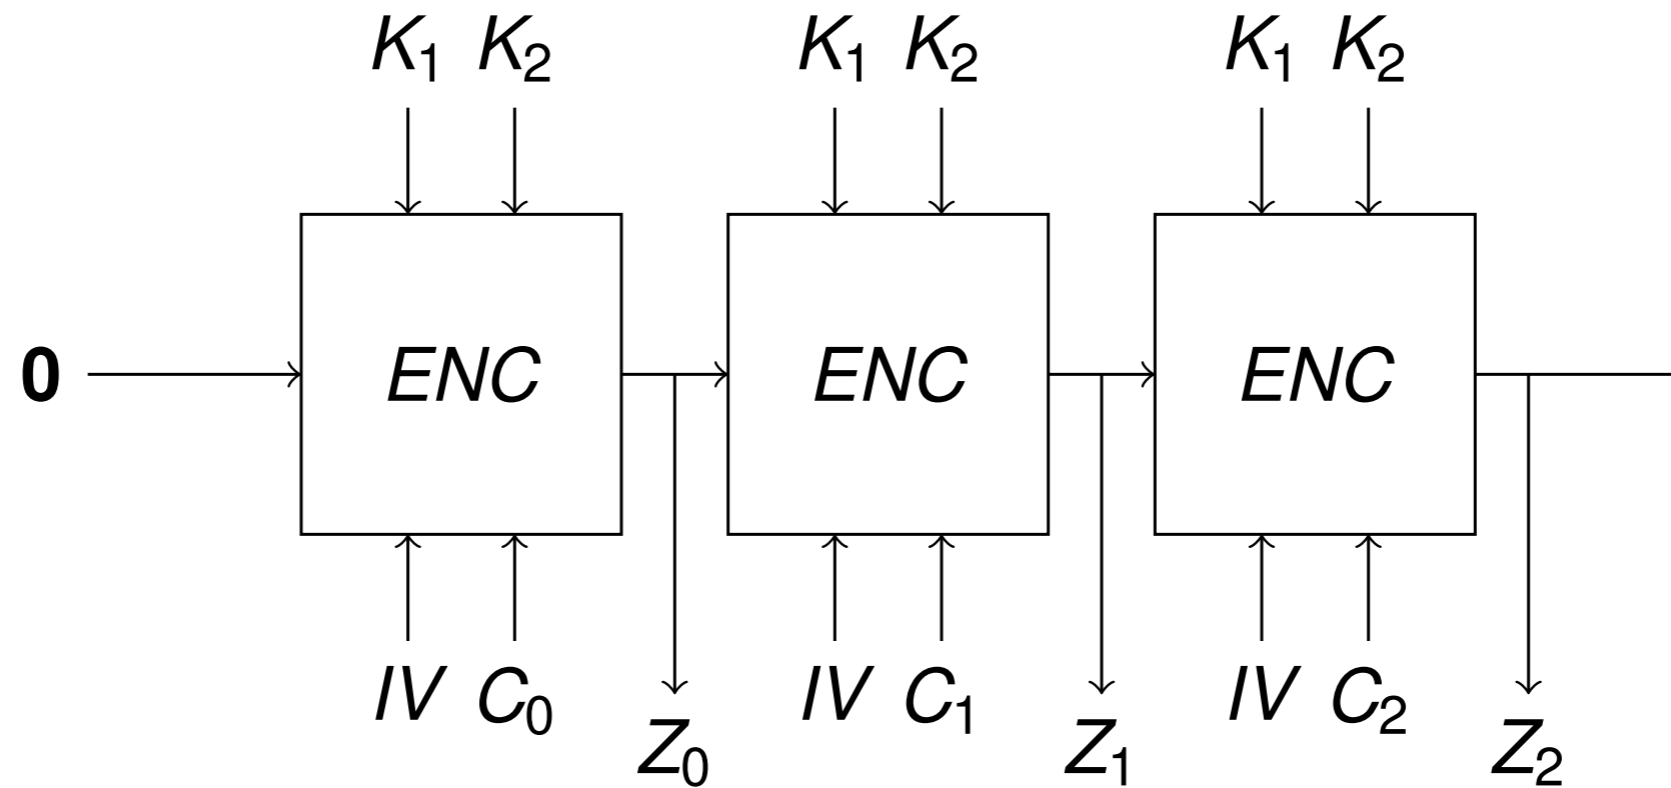 K1 K2 K1 K2 K1 K2
0 ENC ENC ENC
IV C0 IV C1 IV C2
Z0 Z1 Z2